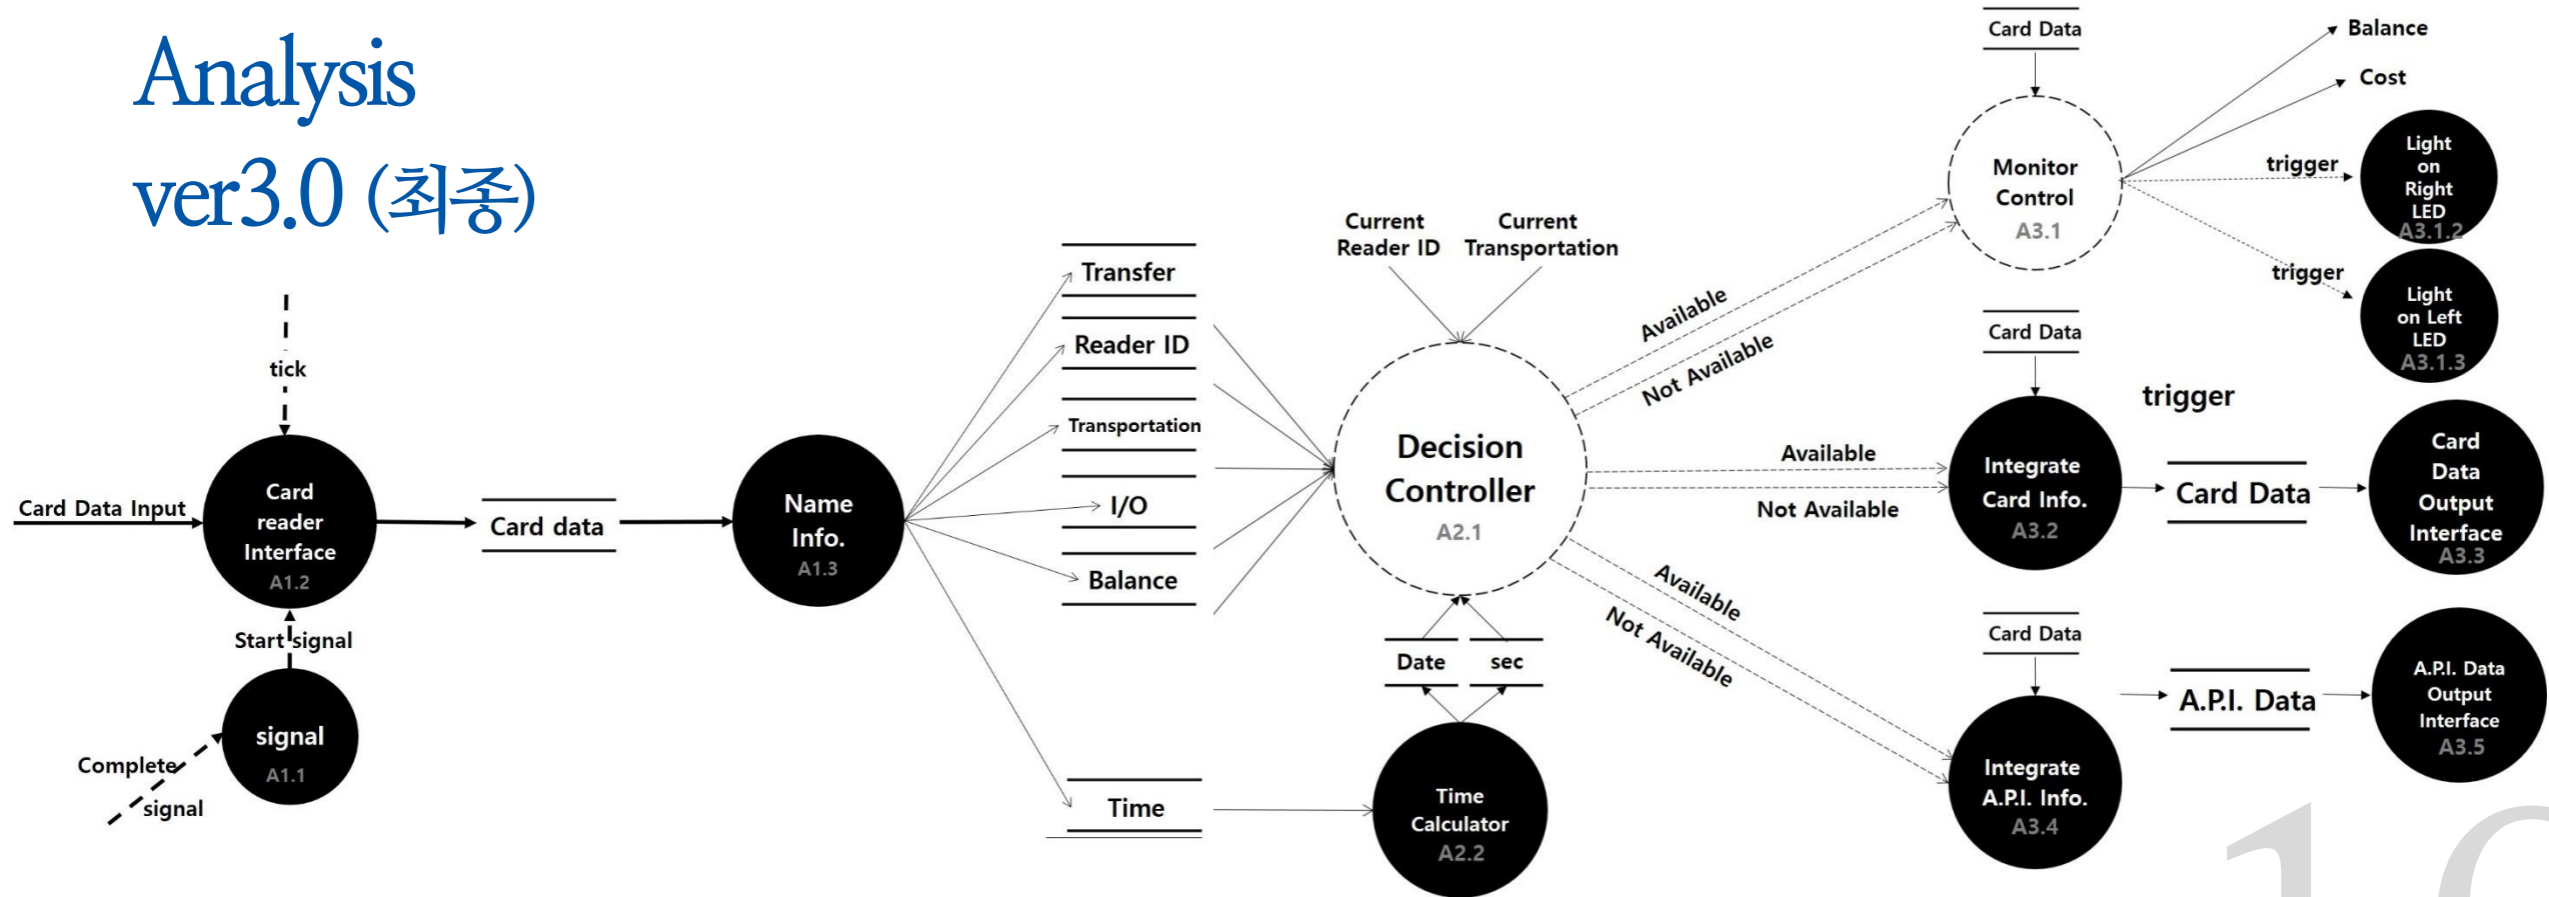 Analysis
ver3.0 (최종)
tick
Card Data Input
Card
reader
Interface
A1.2
Start signal
signal
A1.1
Complete
signal
Card data
Name
Info.
A1.3
Transfer
Reader ID
Transportation
I/O
Balance
Time
Current
Reader ID
Current
Transportation
Decision
Controller
A2.1
Date
sec
Time
Calculator
A2.2
Available
Not Available
Available
Not Available
Available
Not Available
Card Data
Monitor
Control
A3.1
Balance
Cost
trigger
Light
on
Right
LED
A3.1.2
trigger
Light
on Left
LED
A3.1.3
Card Data
Integrate
Card Info.
A3.2
trigger
Card Data
Card
Data
Output
Interface
A3.3
Card Data
Integrate
A.P.I. Info.
A3.4
A.P.I. Data
A.P.I. Data
Output
Interface
A3.5